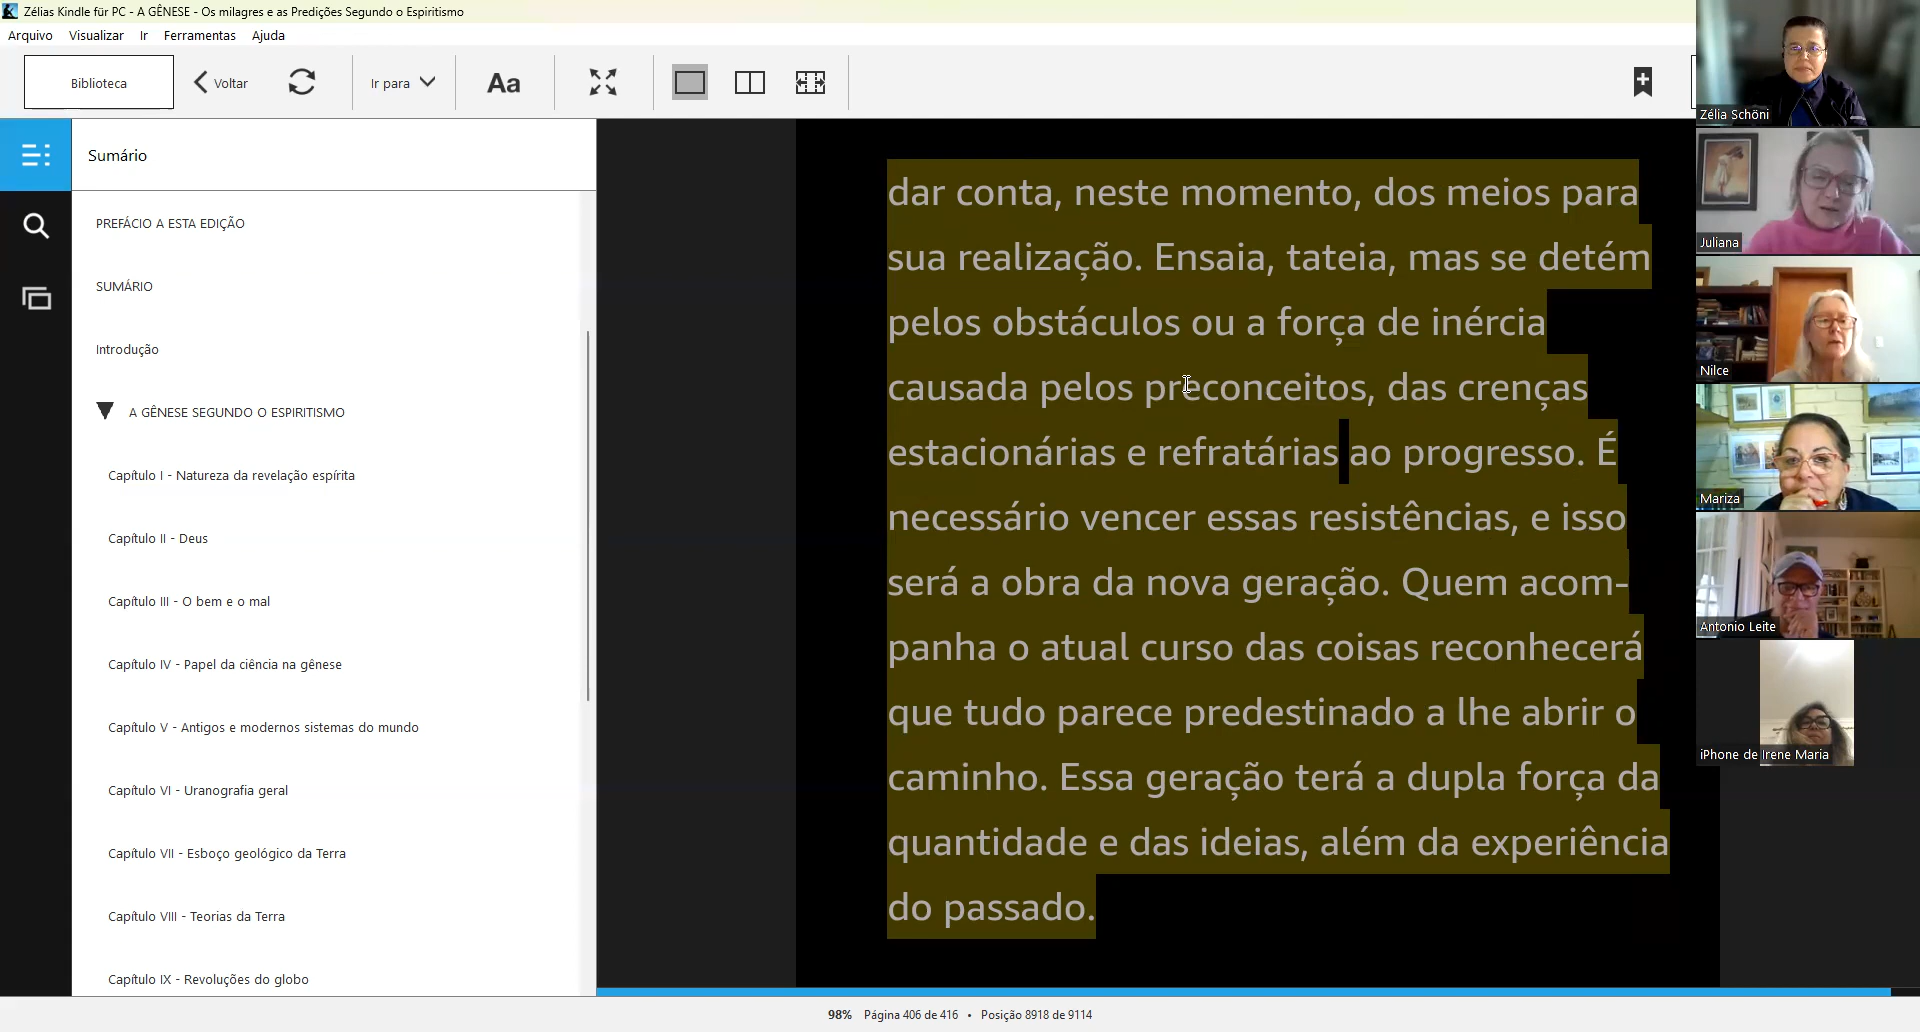 Zélias Kindle für PC - A GÊNESE - Os milagres e as Predições Segundo o Espiritismo
Arquivo Visualizar Ir Ferramentas Ajuda
Biblioteca Voltar Ir para Aa
Sumário
PREFÁCIO A ESTA EDIÇÃO
SUMÁRIO
Introdução
A GÊNESE SEGUNDO O ESPIRITISMO
Capítulo I - Natureza da revelação espírita
Capítulo II - Deus
Capítulo III - O bem e o mal
Capítulo IV - Papel da ciência na gênese
Capítulo V - Antigos e modernos sistemas do mundo
Capítulo VI - Uranografia geral
Capítulo VII - Esboço geológico da Terra
Capítulo VIII - Teorias da Terra
Capítulo IX - Revoluções do globo
dar conta, neste momento, dos meios para
sua realização. Ensaia, tateia, mas se detém
pelos obstáculos ou a força de inércia
causada pelos preconceitos, das crenças
estacionárias e refratárias ao progresso. É
necessário vencer essas resistências, e isso
será a obra da nova geração. Quem acom-
panha o atual curso das coisas reconhecerá
que tudo parece predestinado a lhe abrir o
caminho. Essa geração terá a dupla força da
quantidade e das ideias, além da experiência
do passado.
98% Página 406 de 416 • Posição 8918 de 9114
Zélia Schöni
Juliana
Nilce
Mariza
Antonio Leite
iPhone de Irene Maria